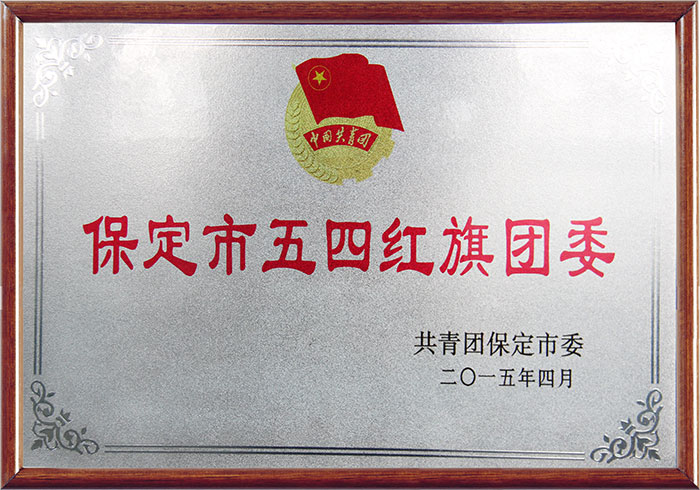 中国共青团
保定市五四红旗团委
共青团保定市委
二〇一五年四月